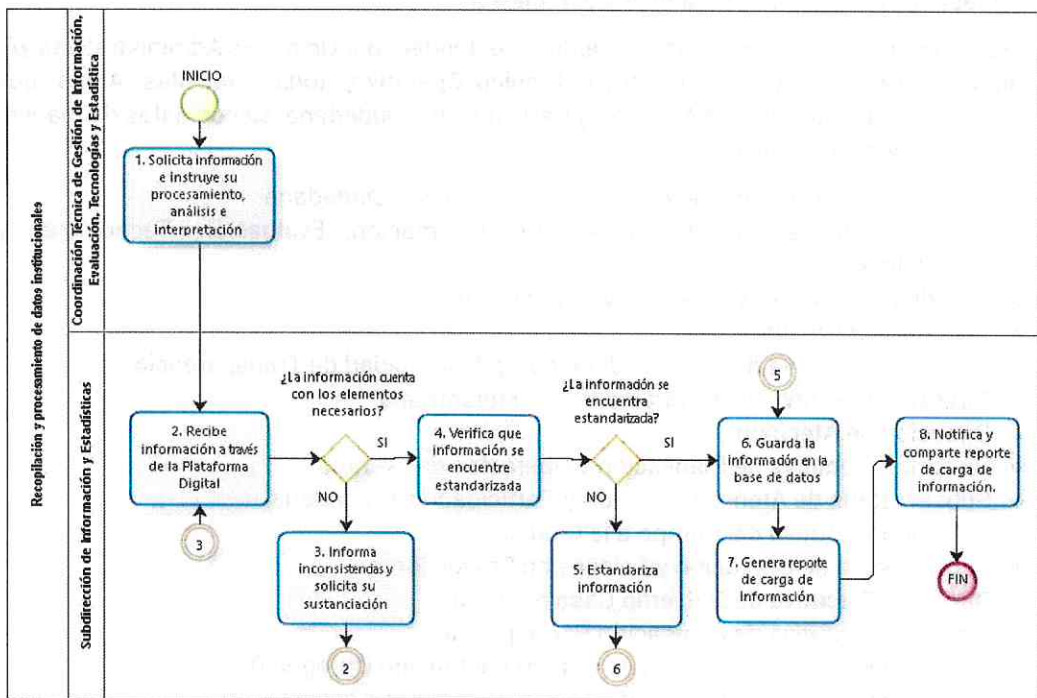 Recopilación y procesamiento de datos institucionales
Coordinación Técnica de Gestión de Información,
Evaluación, Tecnologías y Estadística
INICIO
1. Solicita información
e instruye su
procesamiento,
análisis e
interpretación
Subdirección de Información y Estadísticas
2. Recibe
información a través
de la Plataforma
Digital
3
¿La información cuenta
con los elementos
necesarios?
SI
NO
3. Informa
inconsistencias y
solicita su
sustanciación
2
4. Verifica que
información se
encuentre
estandarizada
¿La información se
encuentra
estandarizada?
SI
NO
5. Estandariza
información
6
5
6. Guarda la
información en la
base de datos
7. Genera reporte
de carga de
Información
8. Notifica y
comparte reporte
de carga de
información.
FIN